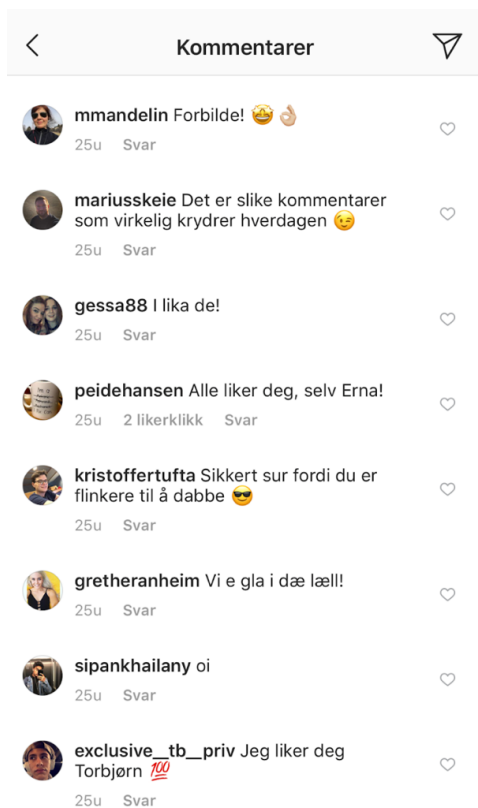 Kommentarer
mmandelin Forbilde! 🤩👌🏼
25u Svar
mariusskeie Det er slike kommentarer
som virkelig krydrer hverdagen 😉
25u Svar
gessa88 I lika de!
25u Svar
peidehansen Alle liker deg, selv Erna!
25u 2 likerklikk Svar
kristoffertufta Sikkert sur fordi du er
flinkere til å dabbe 😎
25u Svar
gretheranheim Vi e gla i dæ læll!
25u Svar
sipankhailany oi
25u Svar
exclusive__tb__priv Jeg liker deg
Torbjørn 💯
25u Svar